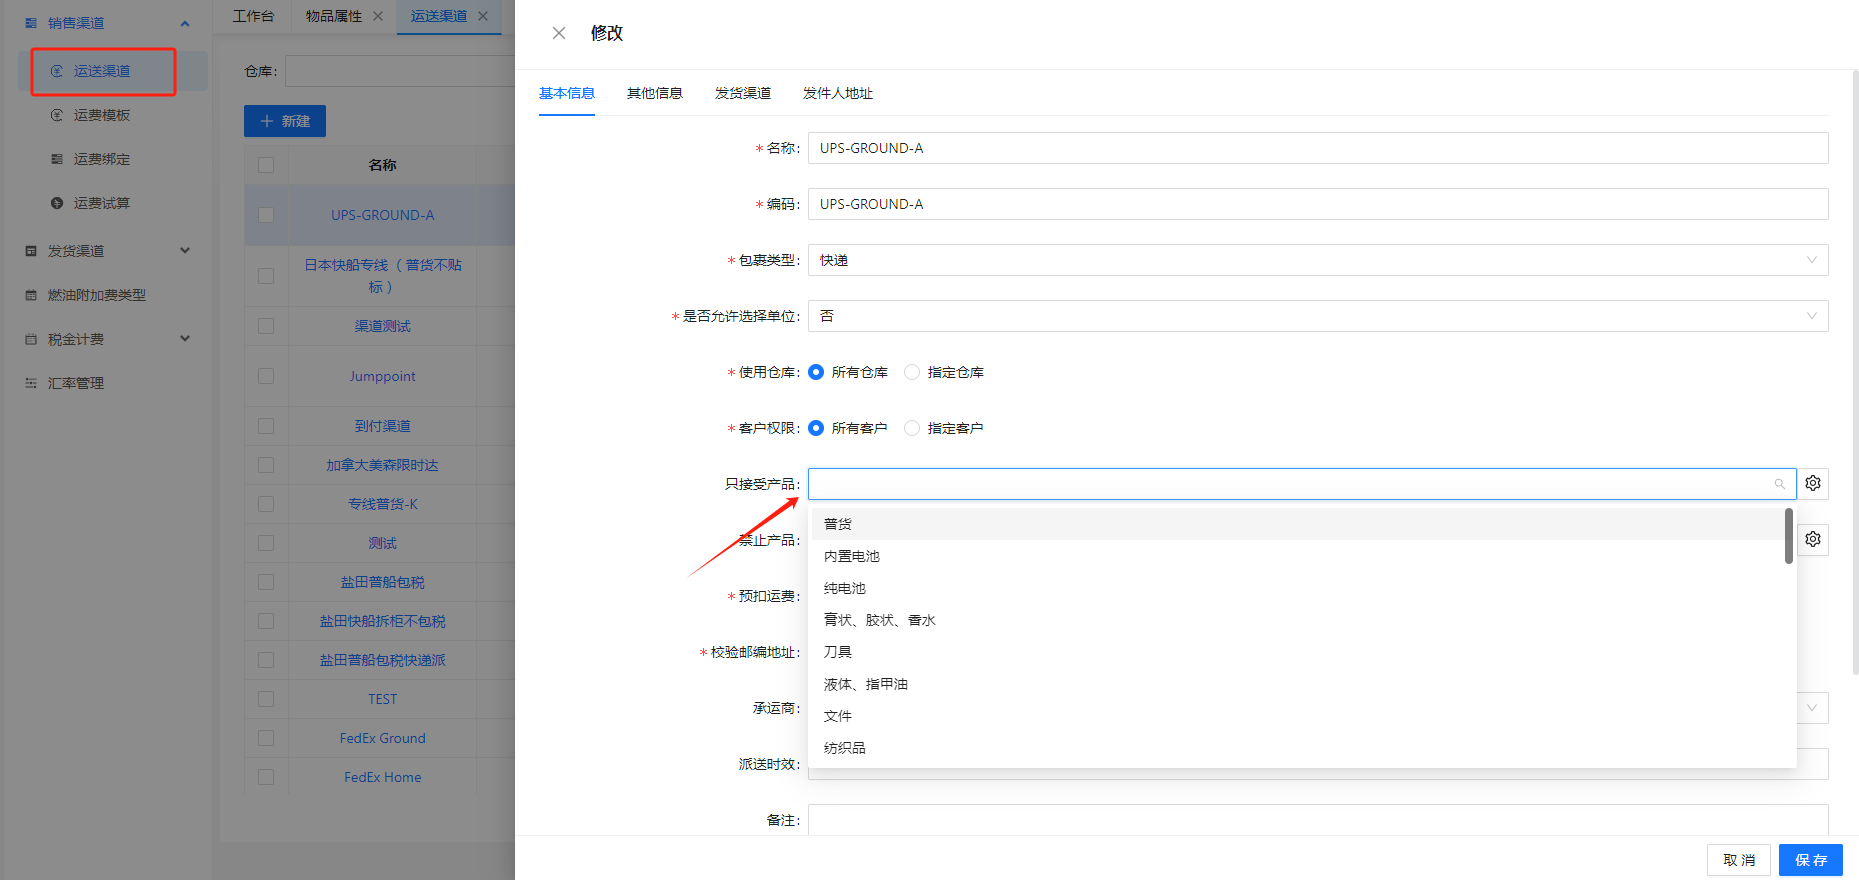 销售渠道
运送渠道
运费模板
运费绑定
运费试算
发货渠道
燃油附加费类型
税金计费
汇率管理
工作台
物品属性
运送渠道
仓库:
新建
名称
UPS-GROUND-A
日本快船专线（普货不贴
标）
渠道测试
Jumppoint
到付渠道
加拿大美森限时达
专线普货-K
测试
盐田普船包税
盐田快船拆柜不包税
盐田普船包税快递派
TEST
FedEx Ground
FedEx Home
修改
基本信息 其他信息 发货渠道 发件人地址
* 名称: UPS-GROUND-A
* 编码: UPS-GROUND-A
* 包裹类型: 快递
* 是否允许选择单位: 否
* 使用仓库: 所有仓库 指定仓库
* 客户权限: 所有客户 指定客户
只接受产品:
普货
禁止产品:
内置电池
纯电池
* 预扣运费:
膏状、胶状、香水
* 校验邮编地址:
刀具
液体、指甲油
承运商:
文件
纺织品
派送时效:
备注:
取 消 保 存